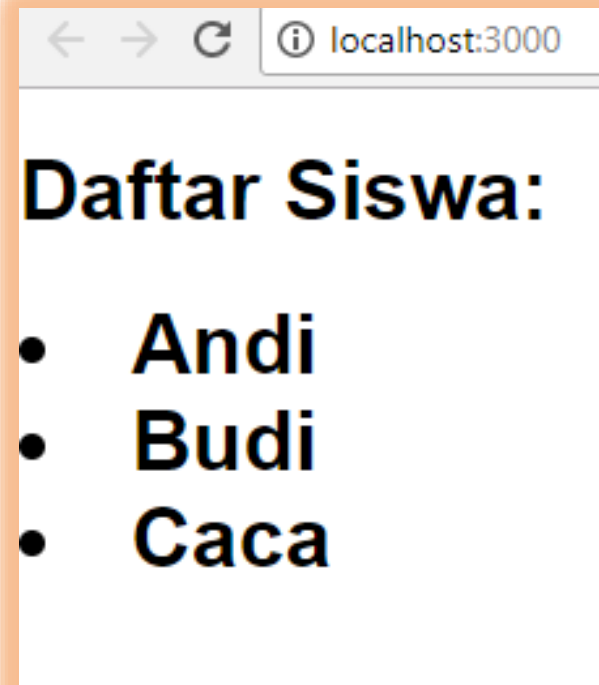 localhost:3000
Daftar Siswa:
• Andi
• Budi
• Caca